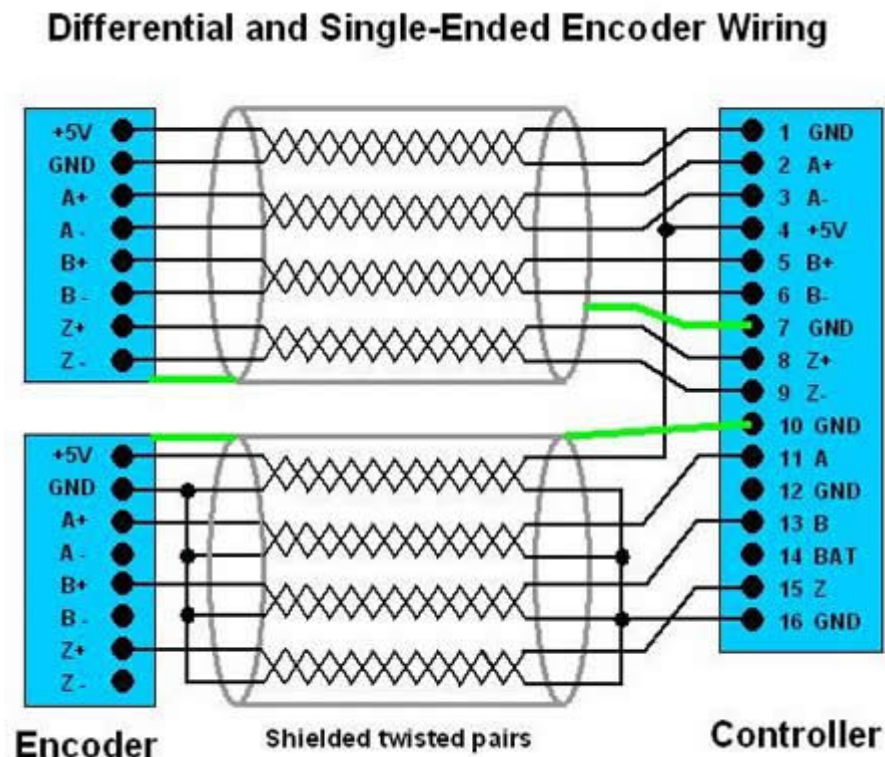 Differential and Single-Ended Encoder Wiring
+5V
GND
A+
A-
B+
B-
Z+
Z-
1 GND
2 A+
3 A-
4 +5V
5 B+
6 B-
7 GND
8 Z+
9 Z-
10 GND
11 A
12 GND
13 B
14 BAT
15 Z
16 GND
+5V
GND
A+
A-
B+
B-
Z+
Z-
Encoder
Shielded twisted pairs
Controller